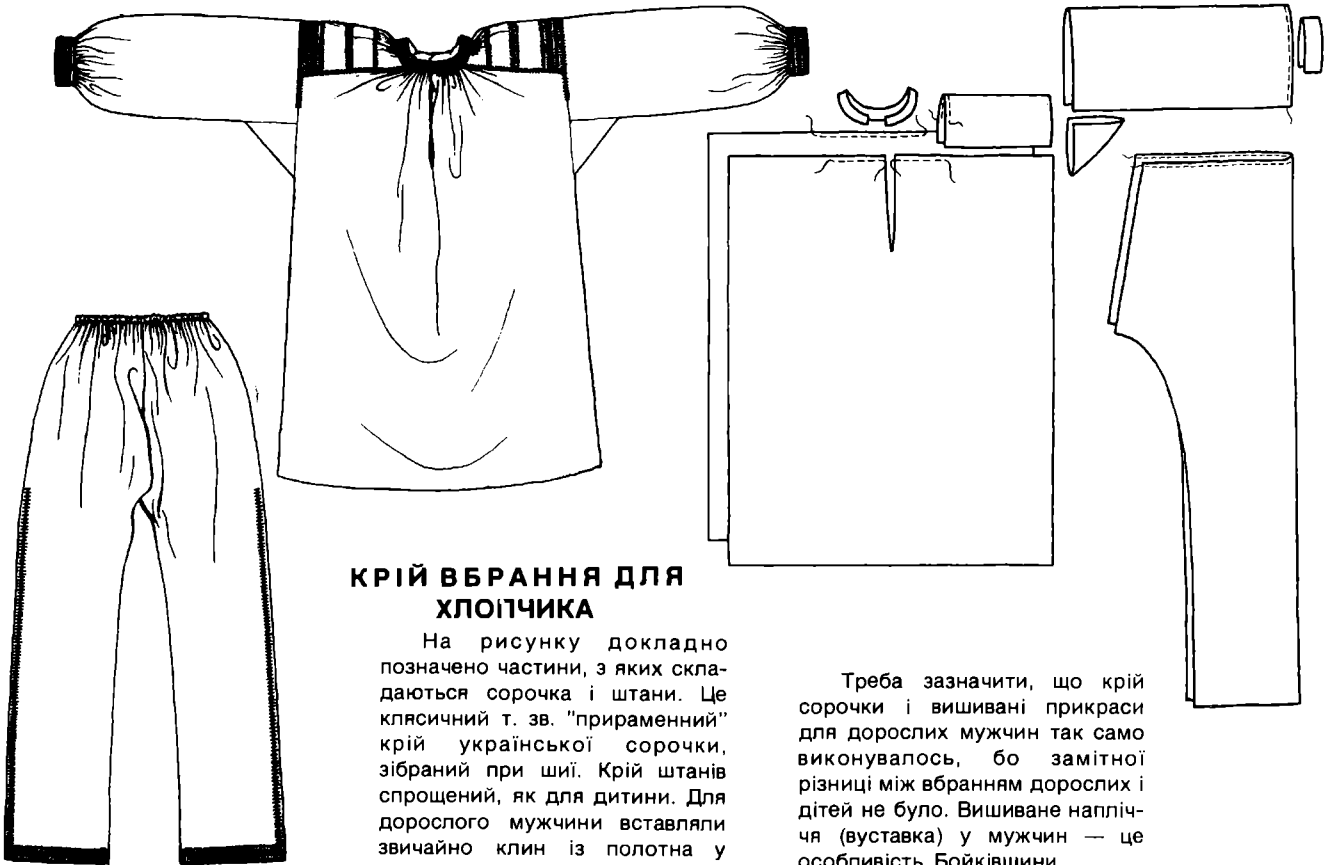 КРІЙ ВБРАННЯ ДЛЯ
ХЛОПЧИКА
На рисунку докладно
позначено частини, з яких скла-
даються сорочка і штани. Це
клясичний т. зв. "прираменний"
крій української сорочки,
зібраний при шиї. Крій штанів
спрощений, як для дитини. Для
дорослого мужчини вставляли
звичайно клин із полотна у
Треба зазначити, що крій
сорочки і вишивані прикраси
для дорослих мужчин так само
виконувалось, бо замітної
різниці між вбранням дорослих і
дітей не було. Вишиване напліч-
чя (вуставка) у мужчин — це
особливість Бойківщини